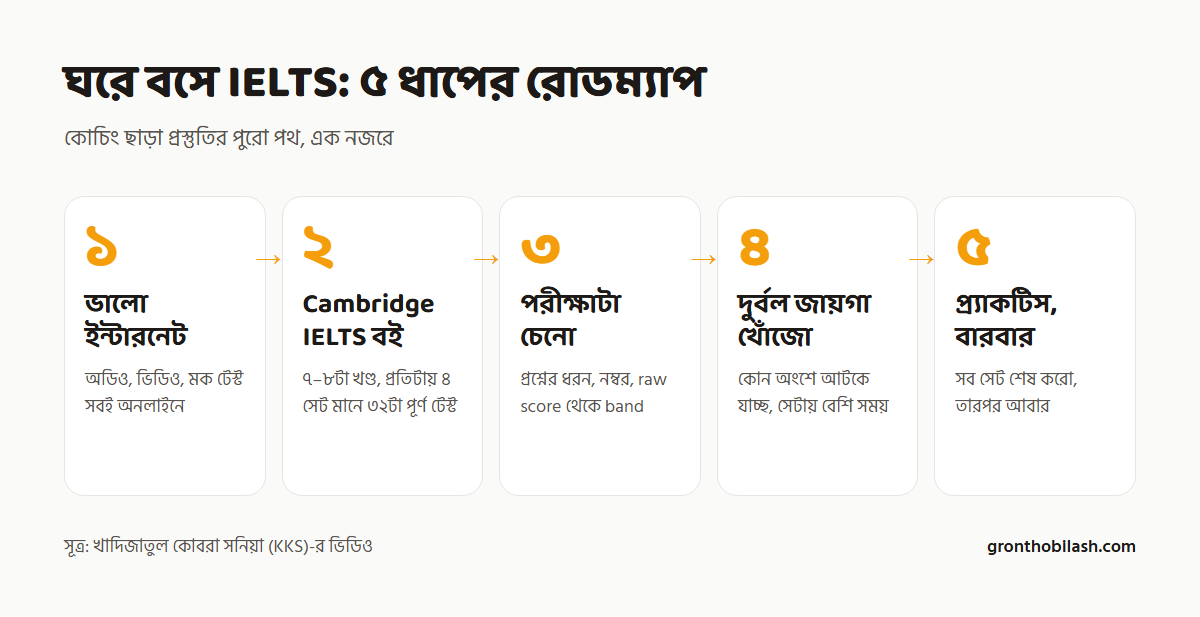 ঘরে বসে IELTS: ৫ ধাপের রোডম্যাপ
কোচিং ছাড়া প্রস্তুতির পুরো পথ, এক নজরে
১
ভালো
ইন্টারনেট
অডিও, ভিডিও, মক টেস্ট
সবই অনলাইনে
→
২
Cambridge
IELTS বই
৭–৮টা খণ্ড, প্রতিটায় ৪
সেট মানে ৩২টা পূর্ণ টেস্ট
→
৩
পরীক্ষাটা
চেনো
প্রশ্নের ধরন, নম্বর, raw
score থেকে band
→
৪
দুর্বল জায়গা
খোঁজো
কোন অংশে আটকে
যাচ্ছ, সেটায় বেশি সময়
→
৫
প্র্যাকটিস,
বারবার
সব সেট শেষ করো,
তারপর আবার
সূত্র: খাদিজাতুল কোবরা সনিয়া (KKS)-র ভিডিও
gronthobilash.com